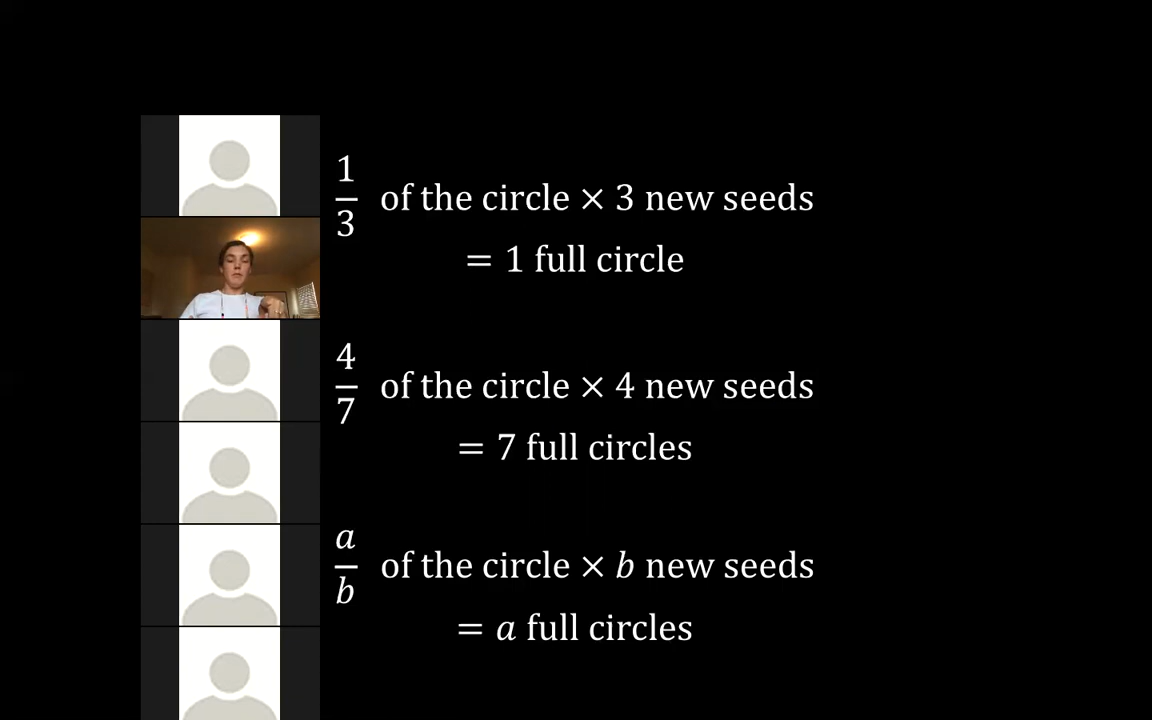 1/3 of the circle × 3 new seeds
= 1 full circle
4/7 of the circle × 4 new seeds
= 7 full circles
a/b of the circle × b new seeds
= a full circles